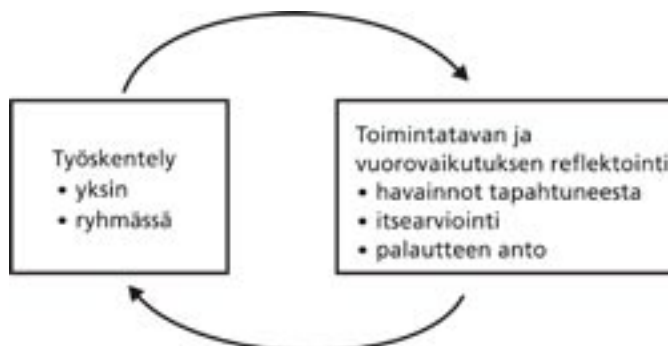 Työskentely
• yksin
• ryhmässä
Toimintatavan ja
vuorovaikutuksen reflektointi
• havainnot tapahtuneesta
• itsearviointi
• palautteen anto